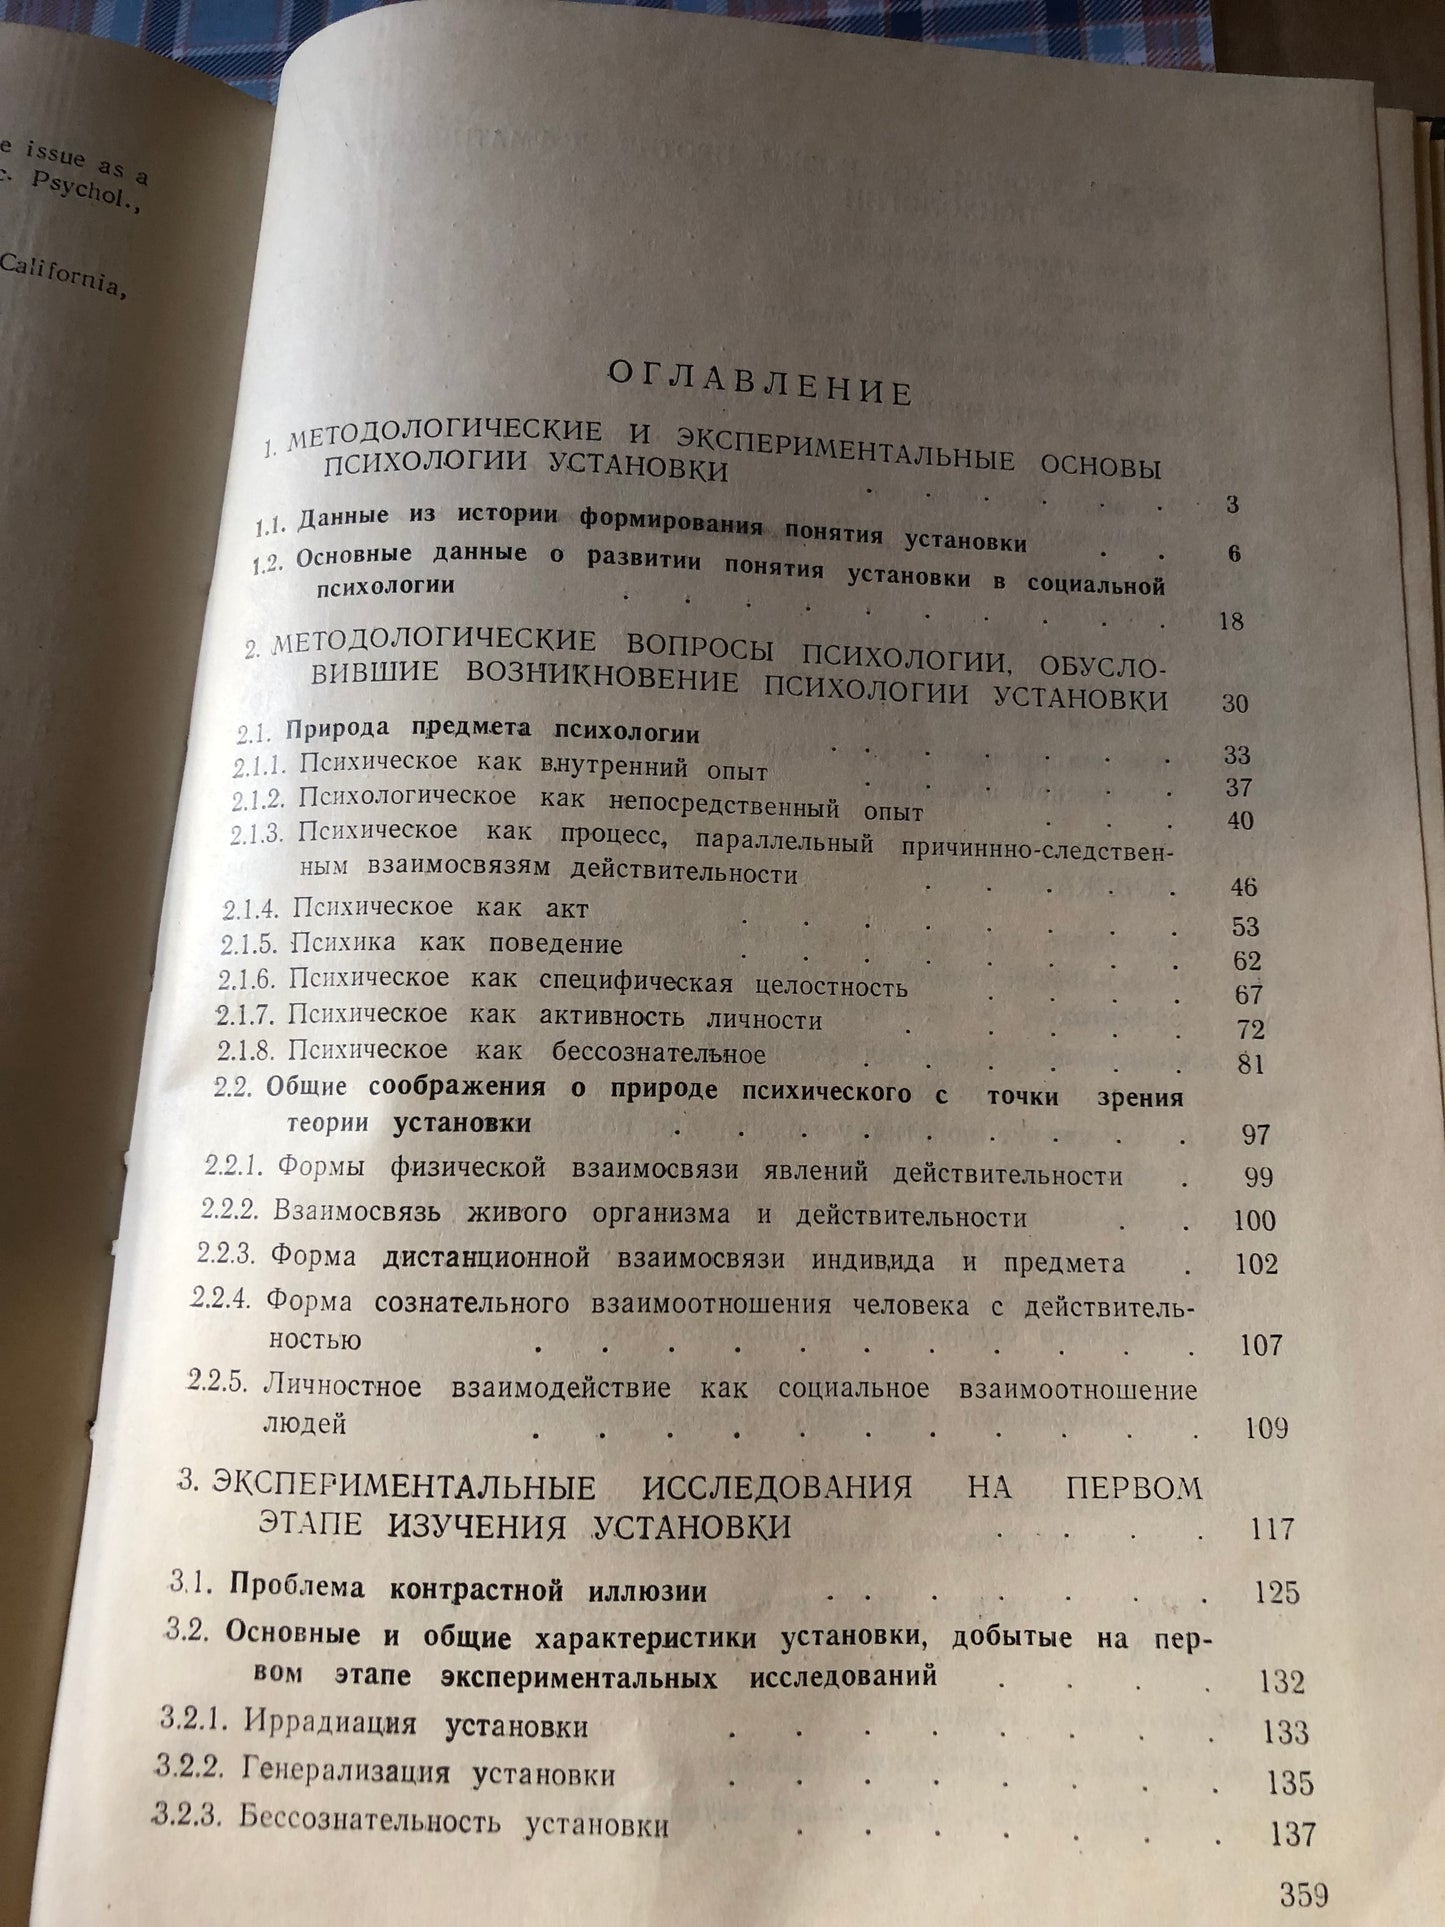 e issue as a
c. Psychol.,
California,
ОГЛАВЛЕНИЕ
1. МЕТОДОЛОГИЧЕСКИЕ И ЭКСПЕРИМЕНТАЛЬНЫЕ ОСНОВЫ
ПСИХОЛОГИИ УСТАНОВКИ . . . . . . 3
1.1. Данные из истории формирования понятия установки . . 6
1.2. Основные данные о развитии понятия установки в социальной
психологии . . . . . . . . . . 18
2. МЕТОДОЛОГИЧЕСКИЕ ВОПРОСЫ ПСИХОЛОГИИ, ОБУСЛО-
ВИВШИЕ ВОЗНИКНОВЕНИЕ ПСИХОЛОГИИ УСТАНОВКИ 30
2.1. Природа предмета психологии . . . . . . . 33
2.1.1. Психическое как внутренний опыт . . . . . . 37
2.1.2. Психологическое как непосредственный опыт . . . 40
2.1.3. Психическое как процесс, параллельный причиннно-следствен-
ным взаимосвязям действительности . . . . . 46
2.1.4. Психическое как акт . . . . . . . . 53
2.1.5. Психика как поведение . . . . . . . . 62
2.1.6. Психическое как специфическая целостность . . . . 67
2.1.7. Психическое как активность личности . . . . . 72
2.1.8. Психическое как бессознательное . . . . . . 81
2.2. Общие соображения о природе психического с точки зрения
теории установки . . . . . . . . . 97
2.2.1. Формы физической взаимосвязи явлений действительности . 99
2.2.2. Взаимосвязь живого организма и действительности . . 100
2.2.3. Форма дистанционной взаимосвязи индивида и предмета . 102
2.2.4. Форма сознательного взаимоотношения человека с действитель-
ностью . . . . . . . . . . . 107
2.2.5. Личностное взаимодействие как социальное взаимоотношение
людей . . . . . . . . . . . 109
3. ЭКСПЕРИМЕНТАЛЬНЫЕ ИССЛЕДОВАНИЯ НА ПЕРВОМ
ЭТАПЕ ИЗУЧЕНИЯ УСТАНОВКИ . . . . . 117
3.1. Проблема контрастной иллюзии . . . . . . . 125
3.2. Основные и общие характеристики установки, добытые на пер-
вом этапе экспериментальных исследований . . . . 132
3.2.1. Иррадиация установки . . . . . . . . 133
3.2.2. Генерализация установки . . . . . . . . 135
3.2.3. Бессознательность установки . . . . . . . 137
359